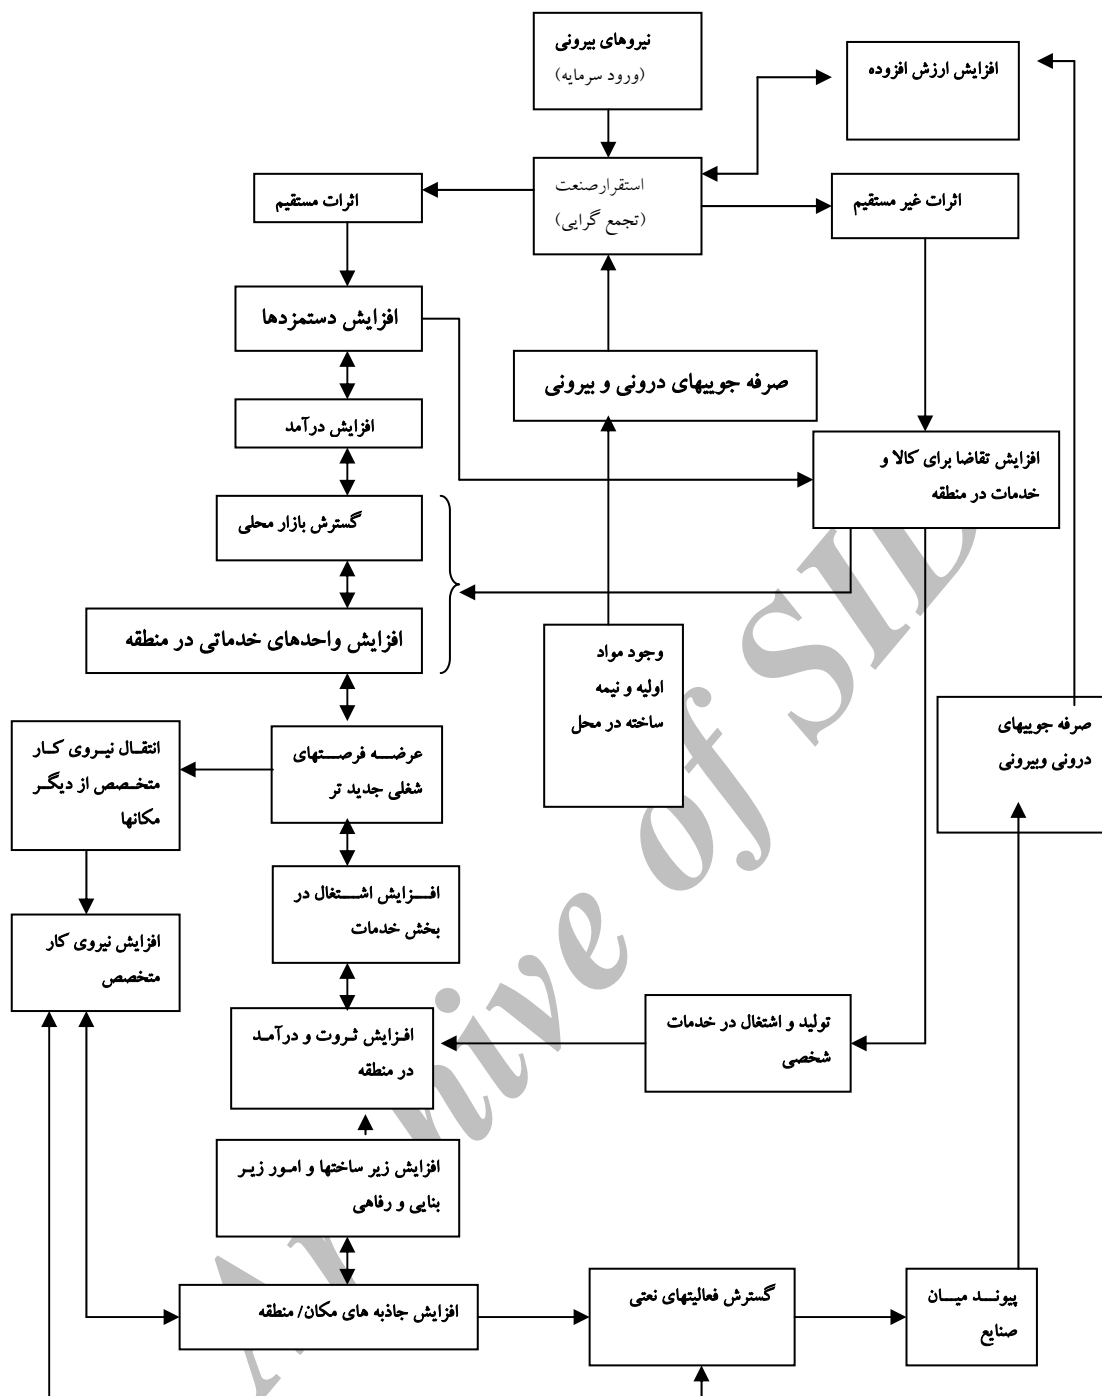 نیروهای بیرونی
(ورود سرمایه)
افزایش ارزش افزوده
استقرارصنعت
(تجمع گرایی)
اثرات غیر مستقیم
اثرات مستقیم
افزایش دستمزدها
صرفه جوییهای درونی و بیرونی
افزایش درآمد
افزایش تقاضا برای کالا و
خدمات در منطقه
گسترش بازار محلی
افزایش واحدهای خدماتی در منطقه
وجود مواد
اولیه و نیمه
ساخته در محل
صرفه جوییهای
درونی وبیرونی
عرضه فرصتهای
شغلی جدید تر
انتقال نیروی کار
متخصص از دیگر
مکانها
افزایش اشتغال در
بخش خدمات
افزایش نیروی کار
متخصص
تولید و اشتغال در خدمات
شخصی
افزایش ثروت و درآمد
در منطقه
افزایش زیر ساختها و امور زیر
بنایی و رفاهی
افزایش جاذبه های مکان/ منطقه
گسترش فعالیتهای نعتی
پیوند میان
صنایع
Archive of SID